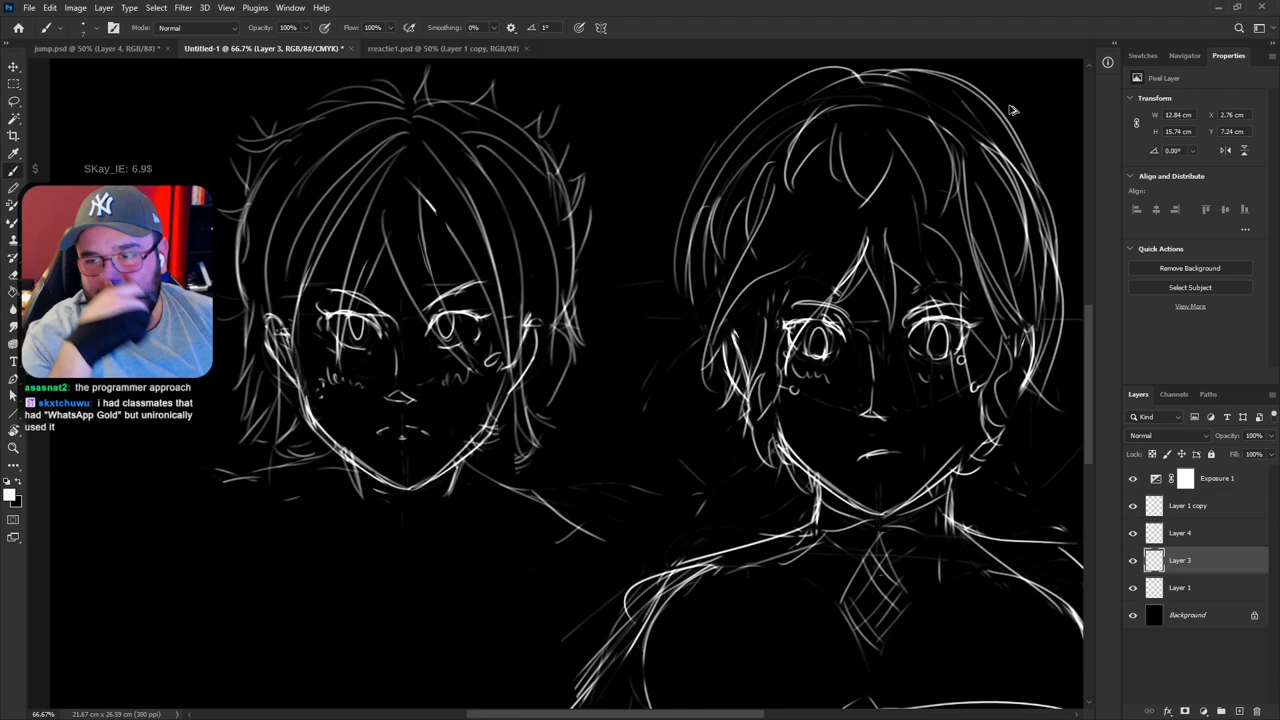 Ps File Edit Image Layer Type Select Filter 3D View Plugins Window Help
7 Mode: Normal Opacity: 100% Flow: 100% Smoothing: 0% 1°
jump.psd @ 50% (Layer 4, RGB/8#) * × Untitled-1 @ 66.7% (Layer 3, RGB/8#/CMYK) * × rreactie1.psd @ 50% (Layer 1 copy, RGB/8#) ×
Swatches Navigator Properties
Pixel Layer
Transform
W 12.84 cm X 2.76 cm
H 15.74 cm Y 7.24 cm
0.00°
Align and Distribute
Align:
Quick Actions
Remove Background
Select Subject
View More
$ SKay_IE: 6.9$
NY
asasnat2: the programmer approach
skxtchuwu: i had classmates that
had "WhatsApp Gold" but unironically
used it
Layers Channels Paths
Kind
Normal Opacity: 100%
Lock: Fill: 100%
Exposure 1
Layer 1 copy
Layer 4
Layer 3
Layer 1
Background
66.67% 21.67 cm x 26.59 cm (300 ppi)